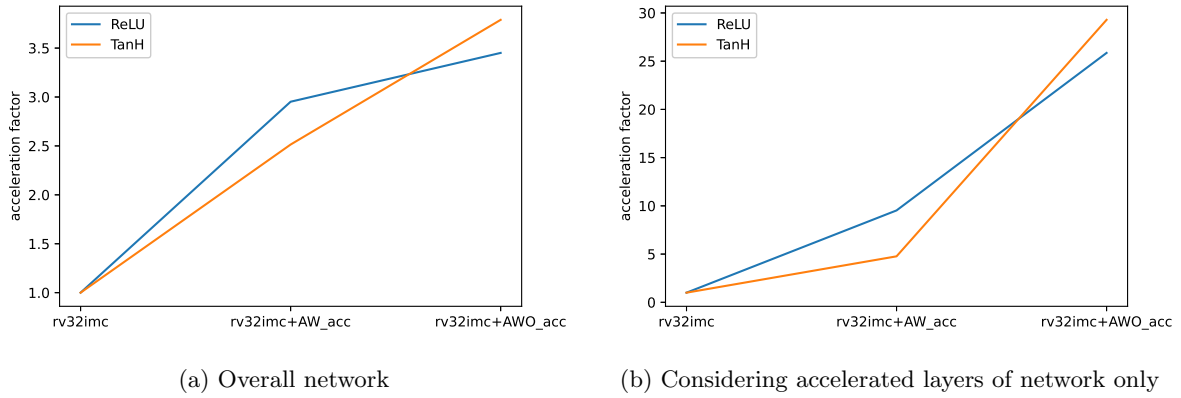 ReLU
TanH
acceleration factor
3.5
3.0
2.5
2.0
1.5
1.0
rv32imc
rv32imc+AW_acc
rv32imc+AWO_acc
(a) Overall network
ReLU
TanH
acceleration factor
30
25
20
15
10
5
0
rv32imc
rv32imc+AW_acc
rv32imc+AWO_acc
(b) Considering accelerated layers of network only